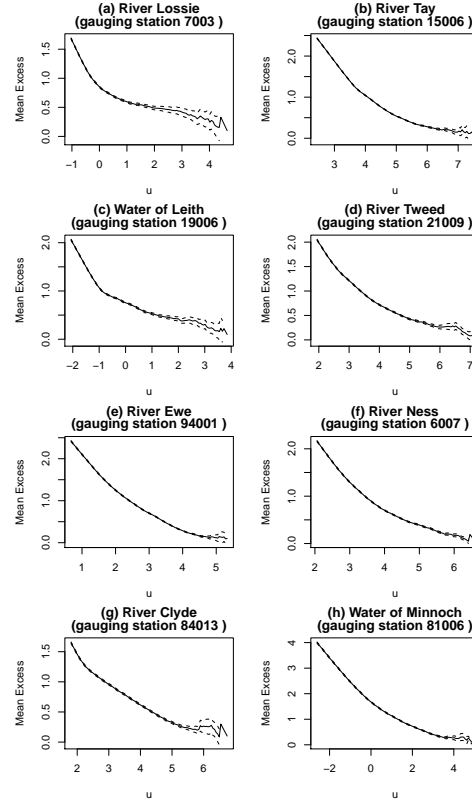 (a) River Lossie
(gauging station 7003 )
Mean Excess
0.0 0.5 1.0 1.5
−1 0 1 2 3 4
u
(b) River Tay
(gauging station 15006 )
Mean Excess
0.0 1.0 2.0
3 4 5 6 7
u
(c) Water of Leith
(gauging station 19006 )
Mean Excess
0.0 1.0 2.0
−2 −1 0 1 2 3 4
u
(d) River Tweed
(gauging station 21009 )
Mean Excess
0.0 0.5 1.0 1.5 2.0
2 3 4 5 6 7
u
(e) River Ewe
(gauging station 94001 )
Mean Excess
0.0 1.0 2.0
1 2 3 4 5
u
(f) River Ness
(gauging station 6007 )
Mean Excess
0.0 1.0 2.0
2 3 4 5 6
u
(g) River Clyde
(gauging station 84013 )
Mean Excess
0.0 0.5 1.0 1.5
2 3 4 5 6
u
(h) Water of Minnoch
(gauging station 81006 )
Mean Excess
0 1 2 3 4
−2 0 2 4
u